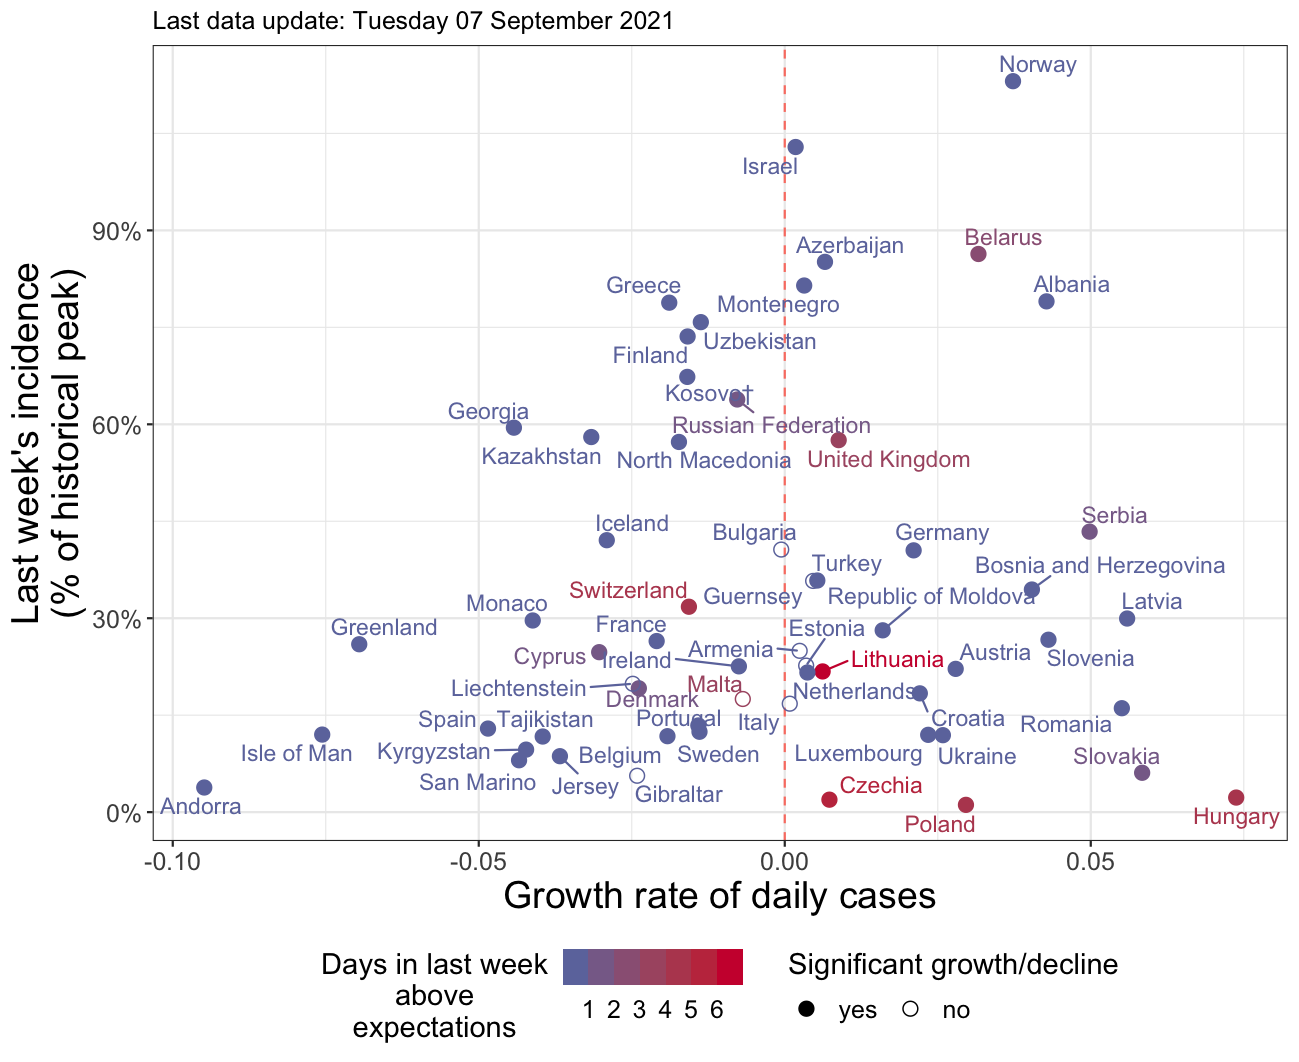 Last data update: Tuesday 07 September 2021
Last week's incidence
(% of historical peak)
90%
60%
30%
0%
Norway
Israel
Belarus
Azerbaijan
Albania
Greece
Montenegro
Uzbekistan
Finland
Kosovo†
Georgia
Russian Federation
Kazakhstan
North Macedonia
United Kingdom
Serbia
Iceland
Bulgaria
Germany
Turkey
Bosnia and Herzegovina
Switzerland
Guernsey
Republic of Moldova
Monaco
Latvia
Greenland
France
Estonia
Cyprus
Ireland
Armenia
Lithuania
Austria
Slovenia
Liechtenstein
Denmark
Malta
Netherlands
Spain
Tajikistan
Portugal
Italy
Croatia
Romania
Isle of Man
Kyrgyzstan
Belgium
Sweden
Luxembourg
Ukraine
Slovakia
San Marino
Jersey
Gibraltar
Czechia
Andorra
Poland
Hungary
-0.10
-0.05
0.00
0.05
Growth rate of daily cases
Days in last week
above
expectations
1 2 3 4 5 6
Significant growth/decline
yes
no